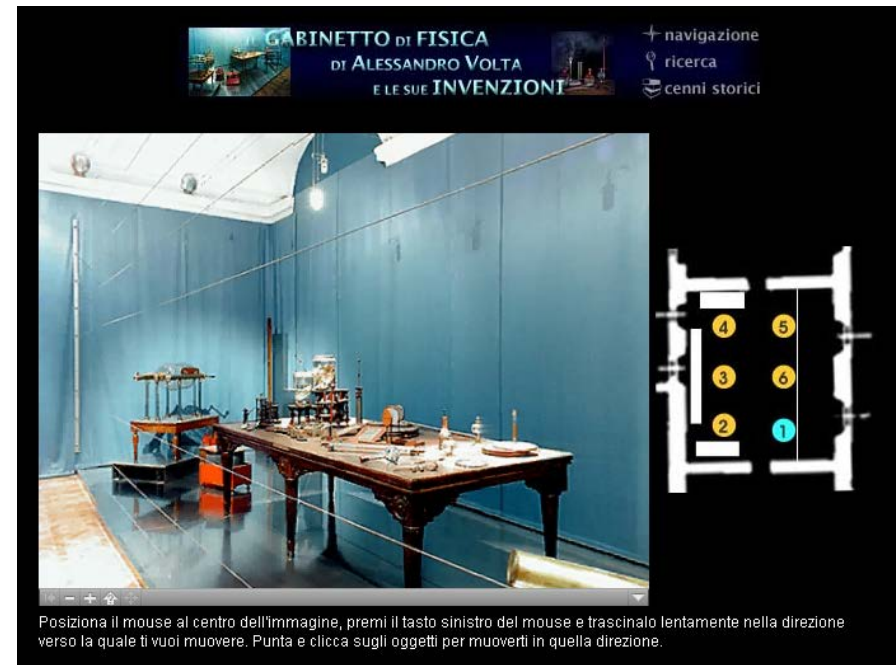 GABINETTO DI FISICA
DI ALESSANDRO VOLTA
E LE SUE INVENZIONI
navigazione
ricerca
cenni storici
4 5
3 6
2 1
Posiziona il mouse al centro dell'immagine, premi il tasto sinistro del mouse e trascinalo lentamente nella direzione
verso la quale ti vuoi muovere. Punta e clicca sugli oggetti per muoverti in quella direzione.